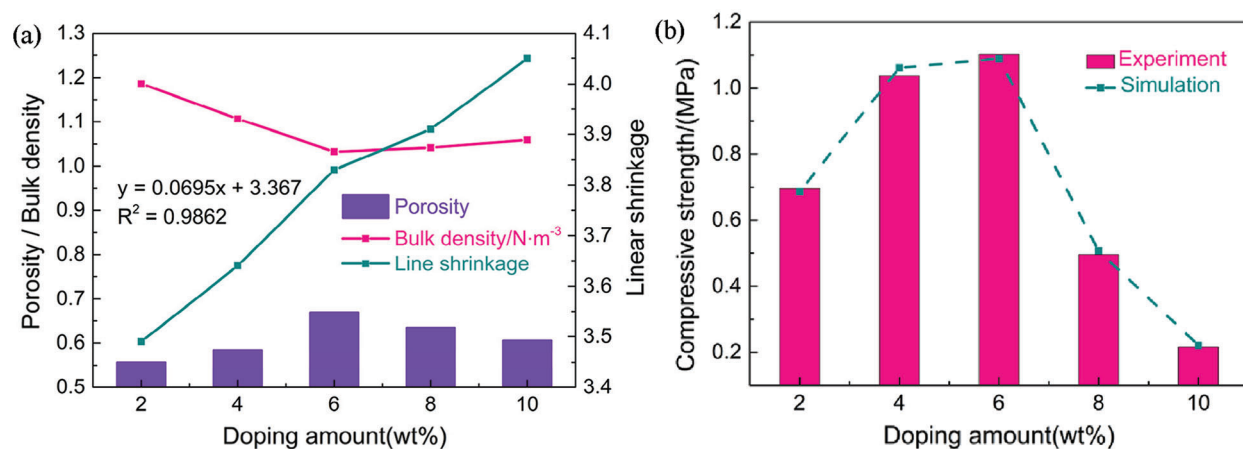 (a)
Porosity / Bulk density
1.3
1.2
1.1
1.0
0.9
0.8
0.7
0.6
0.5
y = 0.0695x + 3.367
R² = 0.9862
Porosity
Bulk density/N·m⁻³
Line shrinkage
4.1
4.0
3.9
3.8
3.7
3.6
3.5
3.4
Linear shrinkage
2 4 6 8 10
Doping amount(wt%)
(b)
Compressive strength/(MPa)
1.2
1.0
0.8
0.6
0.4
0.2
Experiment
Simulation
2 4 6 8 10
Doping amount(wt%)